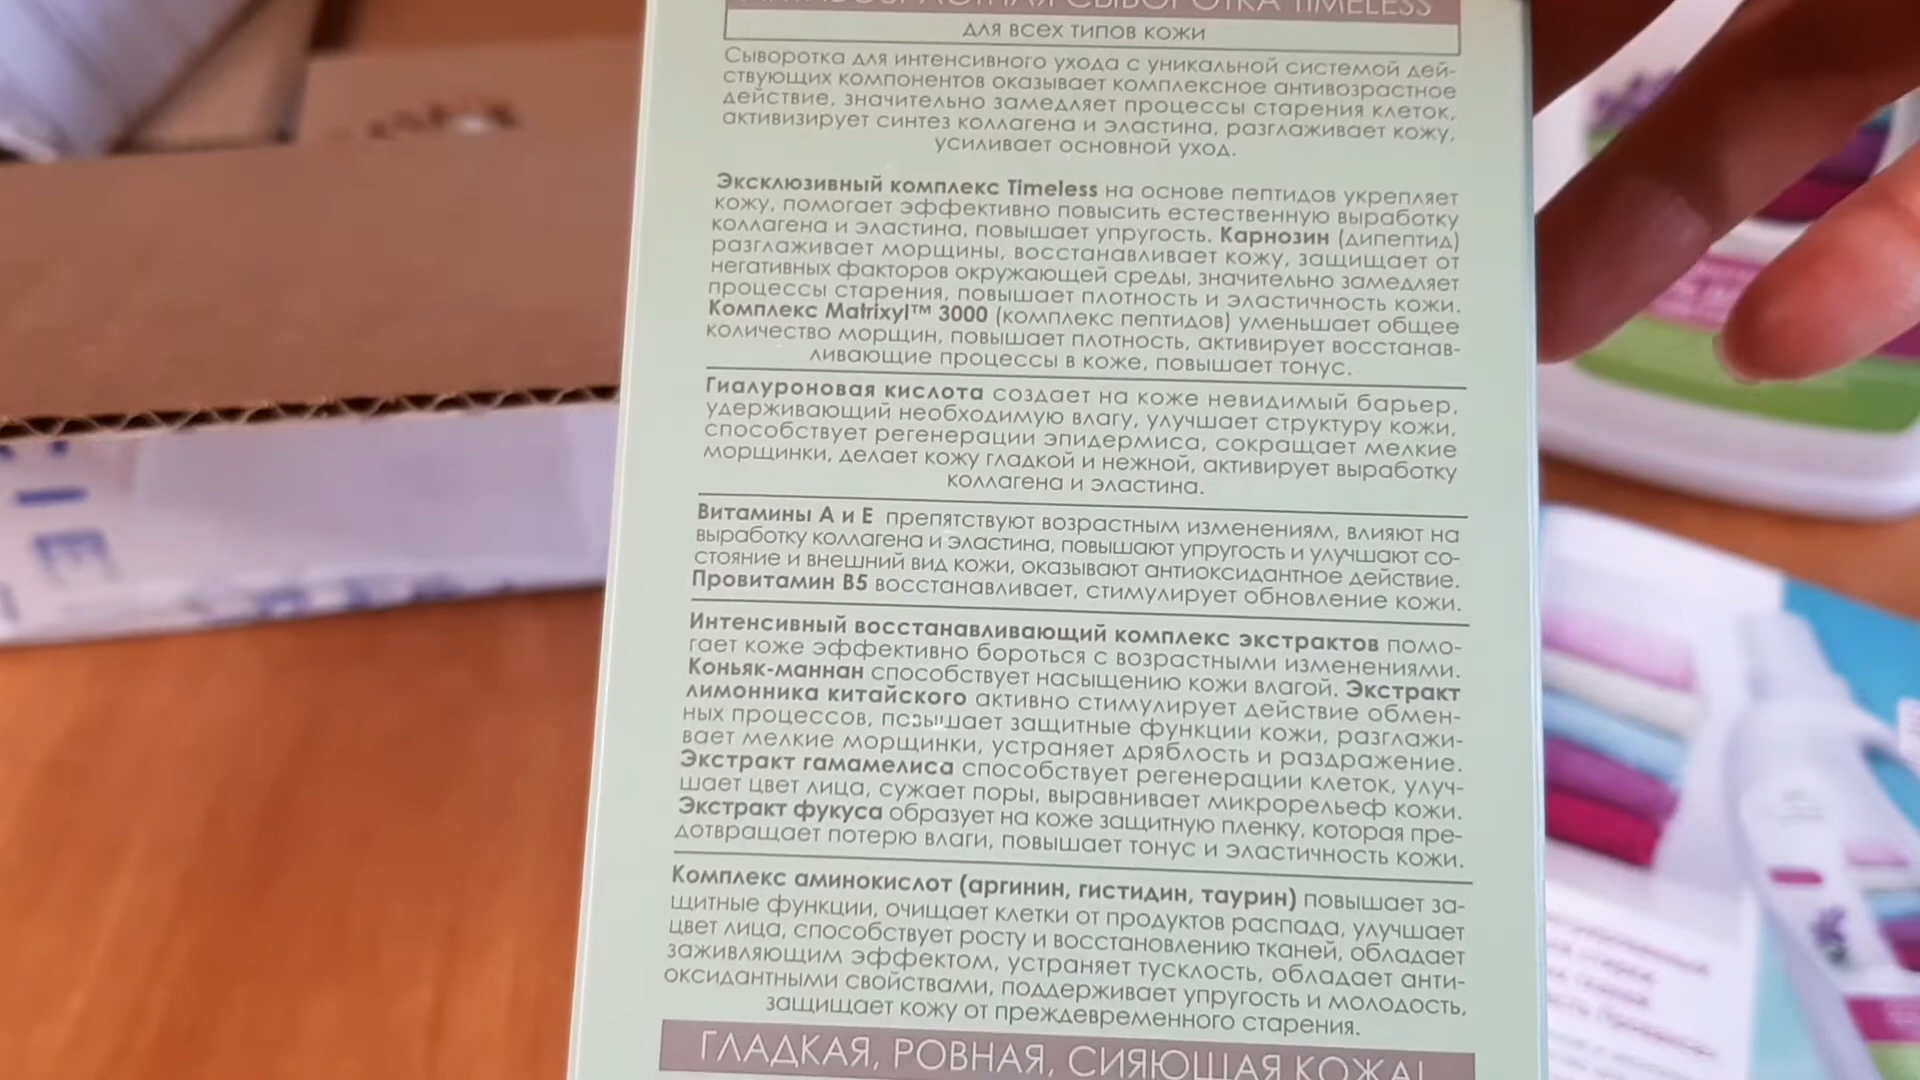 АНТИВОЗРАСТНАЯ СЫВОРОТКА TIMELESS
ДЛЯ ВСЕХ ТИПОВ КОЖИ
Сыворотка для интенсивного ухода с уникальной системой дей-
ствующих компонентов оказывает комплексное антивозрастное
действие, значительно замедляет процессы старения клеток,
активизирует синтез коллагена и эластина, разглаживает кожу,
усиливает основной уход.
Эксклюзивный комплекс Timeless на основе пептидов укрепляет
кожу, помогает эффективно повысить естественную выработку
коллагена и эластина, повышает упругость. Карнозин (дипептид)
разглаживает морщины, восстанавливает кожу, защищает от
негативных факторов окружающей среды, значительно замедляет
процессы старения, повышает плотность и эластичность кожи.
Комплекс Matrixyl™ 3000 (комплекс пептидов) уменьшает общее
количество морщин, повышает плотность, активирует восстанав-
ливающие процессы в коже, повышает тонус.
Гиалуроновая кислота создает на коже невидимый барьер,
удерживающий необходимую влагу, улучшает структуру кожи,
способствует регенерации эпидермиса, сокращает мелкие
морщинки, делает кожу гладкой и нежной, активирует выработку
коллагена и эластина.
Витамины А и Е препятствуют возрастным изменениям, влияют на
выработку коллагена и эластина, повышают упругость и улучшают со-
стояние и внешний вид кожи, оказывают антиоксидантное действие.
Провитамин В5 восстанавливает, стимулирует обновление кожи.
Интенсивный восстанавливающий комплекс экстрактов помо-
гает коже эффективно бороться с возрастными изменениями.
Коньяк-маннан способствует насыщению кожи влагой. Экстракт
лимонника китайского активно стимулирует действие обмен-
ных процессов, повышает защитные функции кожи, разглажи-
вает мелкие морщинки, устраняет дряблость и раздражение.
Экстракт гамамелиса способствует регенерации клеток, улуч-
шает цвет лица, сужает поры, выравнивает микрорельеф кожи.
Экстракт фукуса образует на коже защитную пленку, которая пре-
дотвращает потерю влаги, повышает тонус и эластичность кожи.
Комплекс аминокислот (аргинин, гистидин, таурин) повышает за-
щитные функции, очищает клетки от продуктов распада, улучшает
цвет лица, способствует росту и восстановлению тканей, обладает
заживляющим эффектом, устраняет тусклость, обладает анти-
оксидантными свойствами, поддерживает упругость и молодость,
защищает кожу от преждевременного старения.
ГЛАДКАЯ, РОВНАЯ, СИЯЮЩАЯ КОЖА!